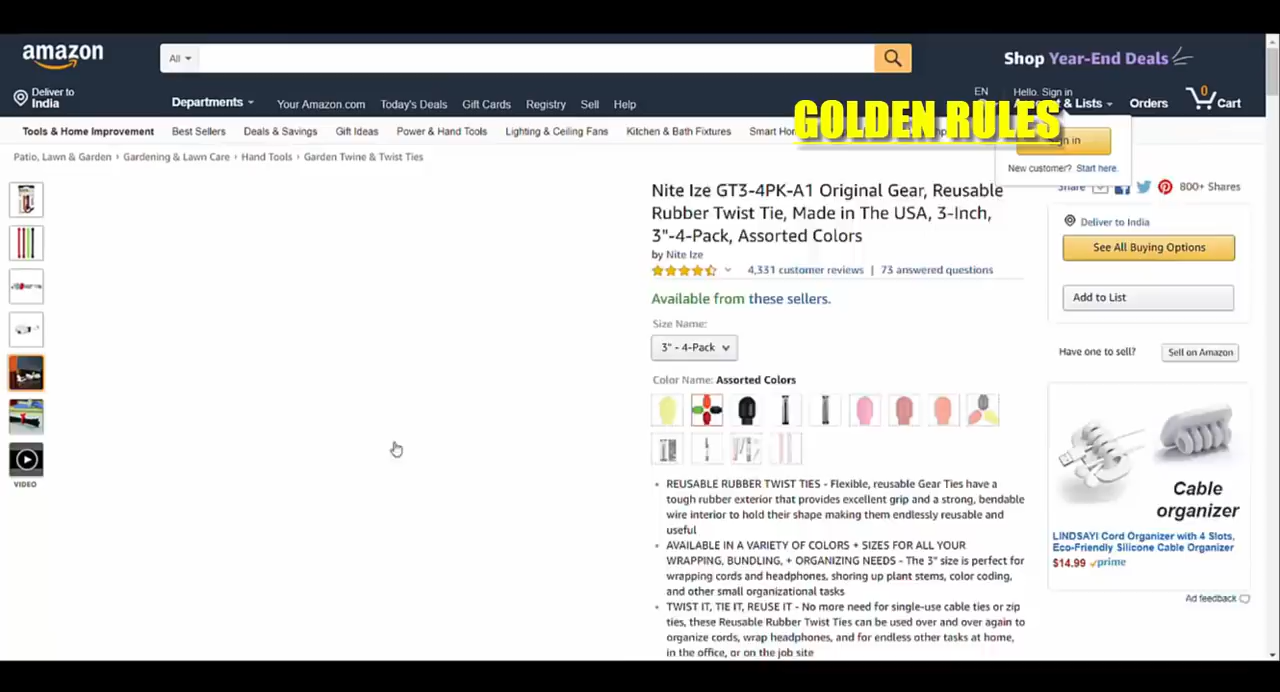 amazon
All
Shop Year-End Deals
Deliver to
India
Departments
Your Amazon.com
Today's Deals
Gift Cards
Registry
Sell
Help
EN
Hello. Sign in
& Lists
Orders
0
Cart
GOLDEN RULES
Tools & Home Improvement
Best Sellers
Deals & Savings
Gift Ideas
Power & Hand Tools
Lighting & Ceiling Fans
Kitchen & Bath Fixtures
Smart
in
New customer? Start here.
Patio, Lawn & Garden › Gardening & Lawn Care › Hand Tools › Garden Twine & Twist Ties
Share
800+ Shares
Nite Ize GT3-4PK-A1 Original Gear, Reusable
Rubber Twist Tie, Made in The USA, 3-Inch,
3"-4-Pack, Assorted Colors
by Nite Ize
4,331 customer reviews | 73 answered questions
Available from these sellers.
Size Name:
3" - 4-Pack
Color Name: Assorted Colors
• REUSABLE RUBBER TWIST TIES - Flexible, reusable Gear Ties have a
tough rubber exterior that provides excellent grip and a strong, bendable
wire interior to hold their shape making them endlessly reusable and
useful
• AVAILABLE IN A VARIETY OF COLORS + SIZES FOR ALL YOUR
WRAPPING, BUNDLING, + ORGANIZING NEEDS - The 3" size is perfect for
wrapping cords and headphones, shoring up plant stems, color coding,
and other small organizational tasks
• TWIST IT, TIE IT, REUSE IT - No more need for single-use cable ties or zip
ties, these Reusable Rubber Twist Ties can be used over and over again to
organize cords, wrap headphones, and for endless other tasks at home,
in the office, or on the job site
VIDEO
Deliver to India
See All Buying Options
Add to List
Have one to sell?
Sell on Amazon
Cable
organizer
LINDSAYI Cord Organizer with 4 Slots,
Eco-Friendly Silicone Cable Organizer
$14.99 prime
Ad feedback